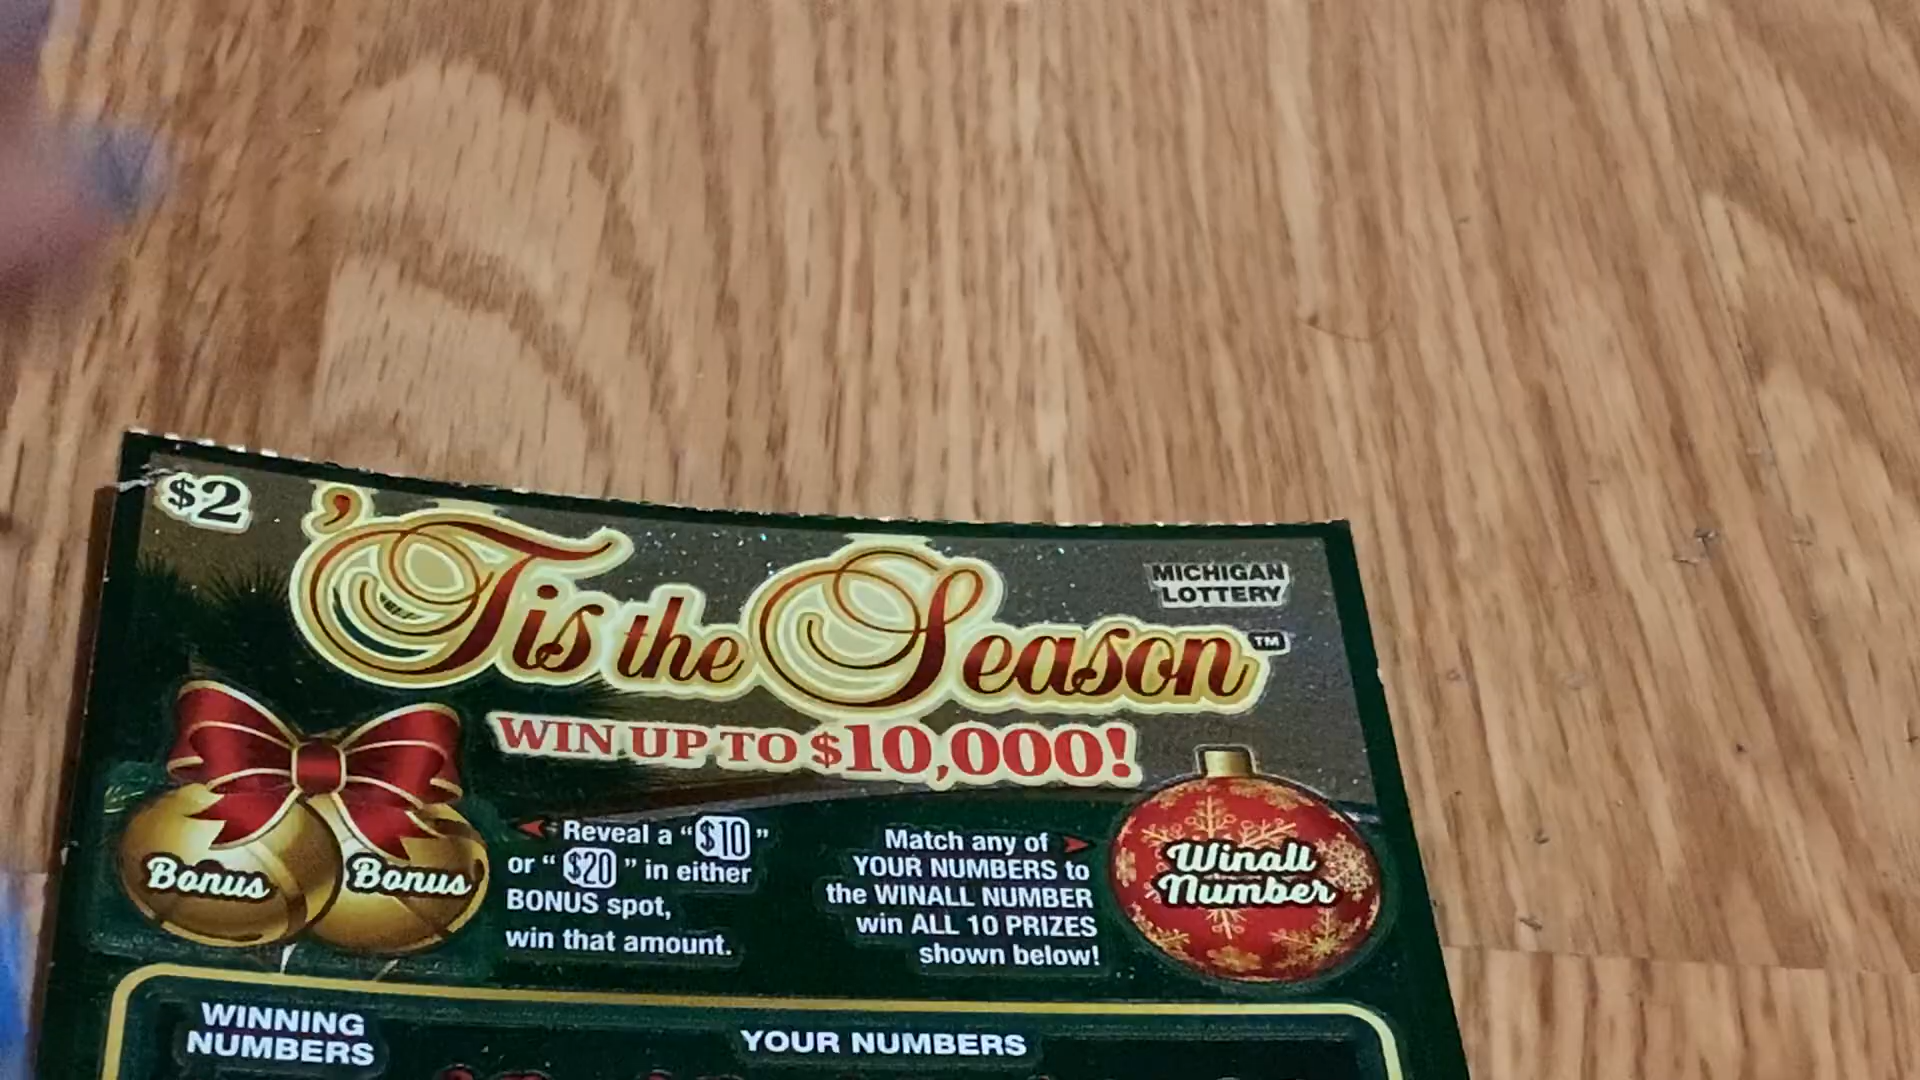 $2
'Tis the Season™
MICHIGAN
LOTTERY
WIN UP TO $10,000!
Bonus
Bonus
Reveal a "$10"
or "$20" in either
BONUS spot,
win that amount.
Match any of
YOUR NUMBERS to
the WINALL NUMBER
win ALL 10 PRIZES
shown below!
Winall
Number
WINNING
NUMBERS
YOUR NUMBERS